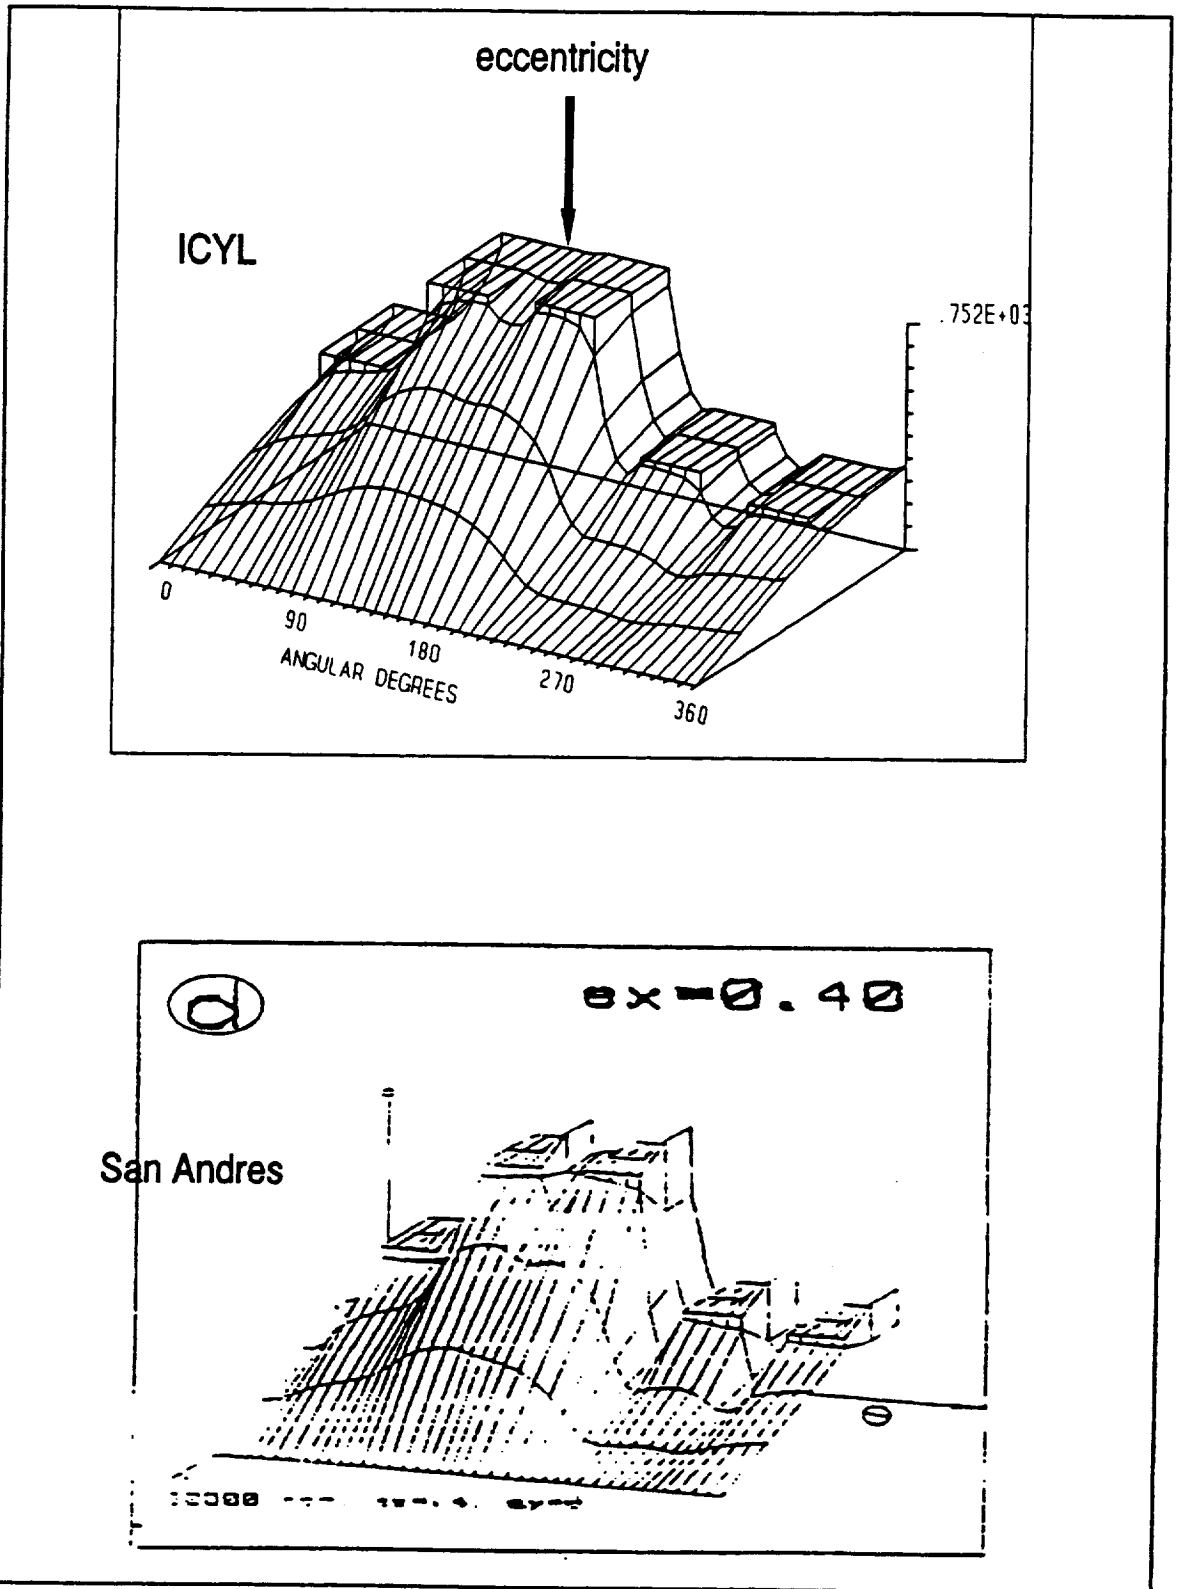 eccentricity
ICYL
.752E+03
0
90
180
270
360
ANGULAR DEGREES
d
ex=0.40
San Andres
θ